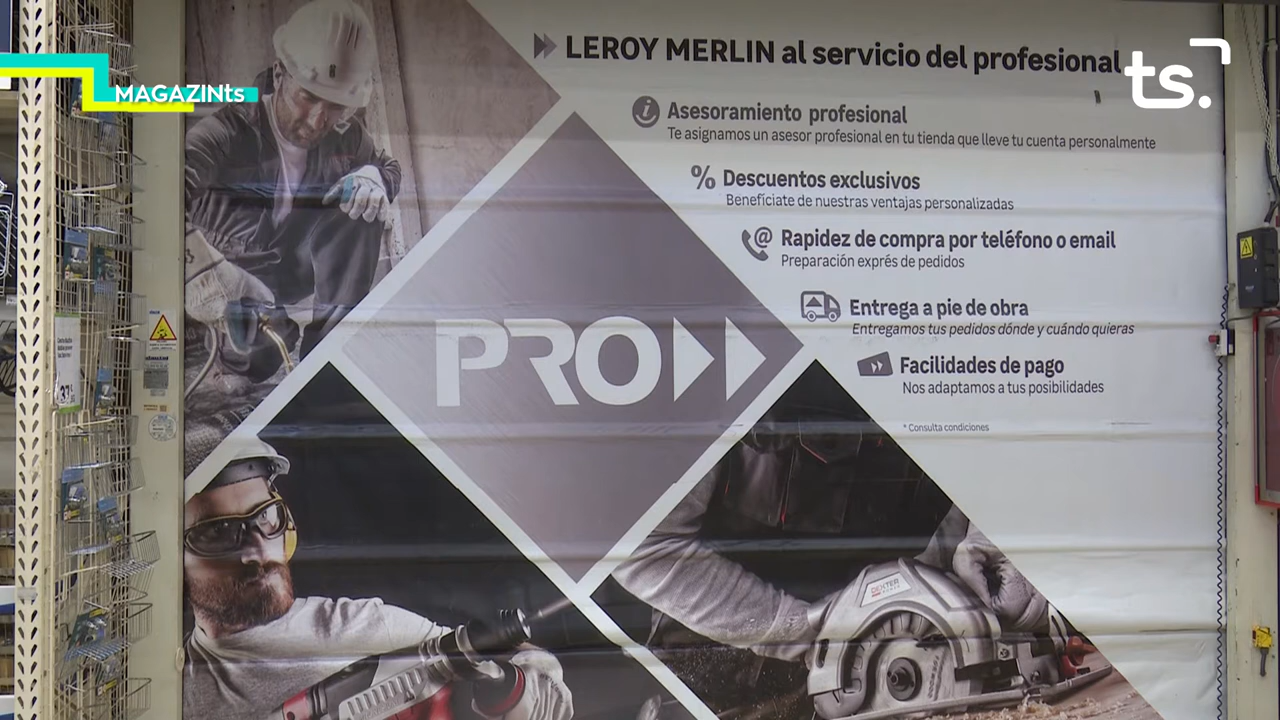 MAGAZINts
ts.
LEROY MERLIN al servicio del profesional
Asesoramiento profesional
Te asignamos un asesor profesional en tu tienda que lleve tu cuenta personalmente
% Descuentos exclusivos
Benefíciate de nuestras ventajas personalizadas
Rapidez de compra por teléfono o email
Preparación exprés de pedidos
Entrega a pie de obra
Entregamos tus pedidos dónde y cuándo quieras
Facilidades de pago
Nos adaptamos a tus posibilidades
* Consulta condiciones
PRO
DEXTER